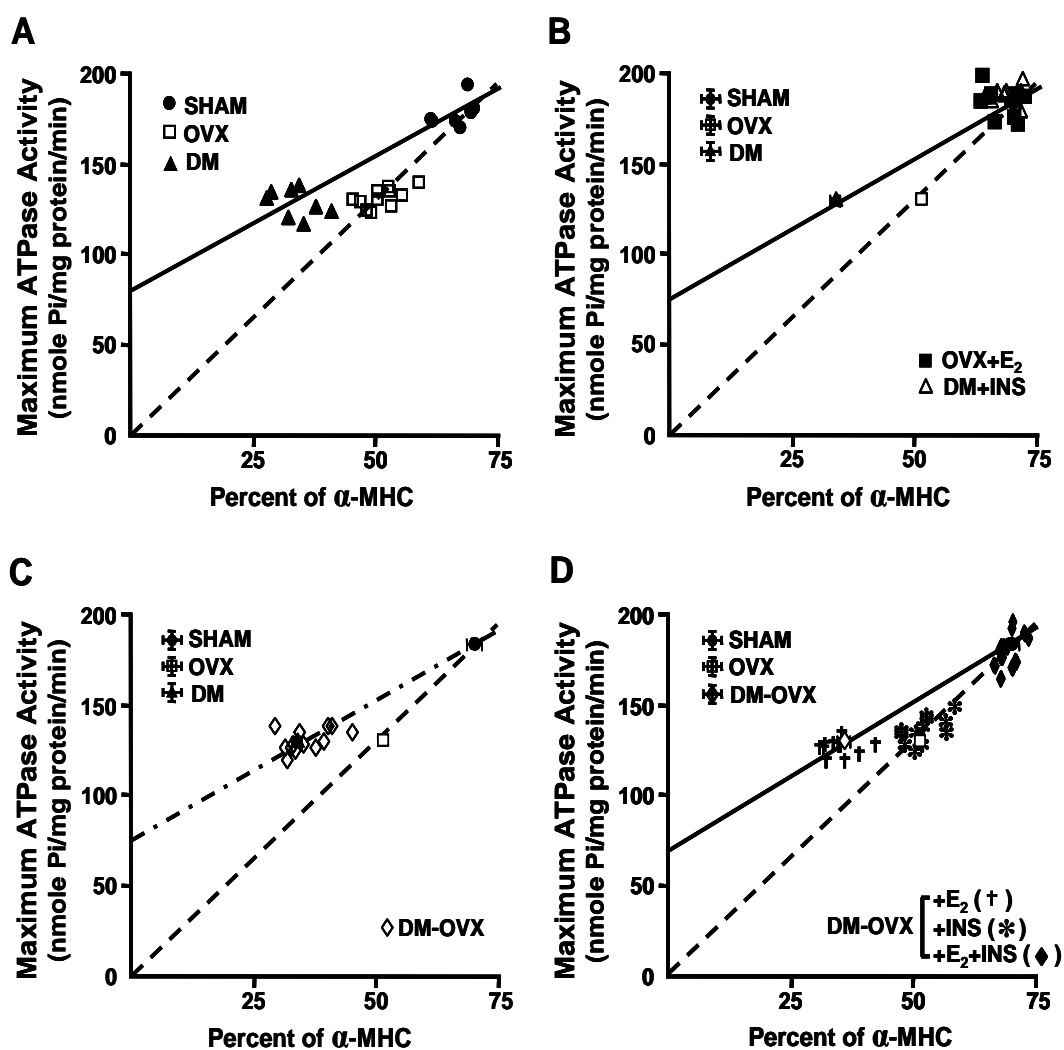 A
Maximum ATPase Activity
(nmole Pi/mg protein/min)
200
150
100
50
0
SHAM
OVX
DM
25
50
75
Percent of α-MHC
B
Maximum ATPase Activity
(nmole Pi/mg protein/min)
200
150
100
50
0
SHAM
OVX
DM
OVX+E₂
DM+INS
25
50
75
Percent of α-MHC
C
Maximum ATPase Activity
(nmole Pi/mg protein/min)
200
150
100
50
0
SHAM
OVX
DM
DM-OVX
25
50
75
Percent of α-MHC
D
Maximum ATPase Activity
(nmole Pi/mg protein/min)
200
150
100
50
0
SHAM
OVX
DM-OVX
DM-OVX
+E₂ (†)
+INS (✻)
+E₂+INS (♦)
25
50
75
Percent of α-MHC